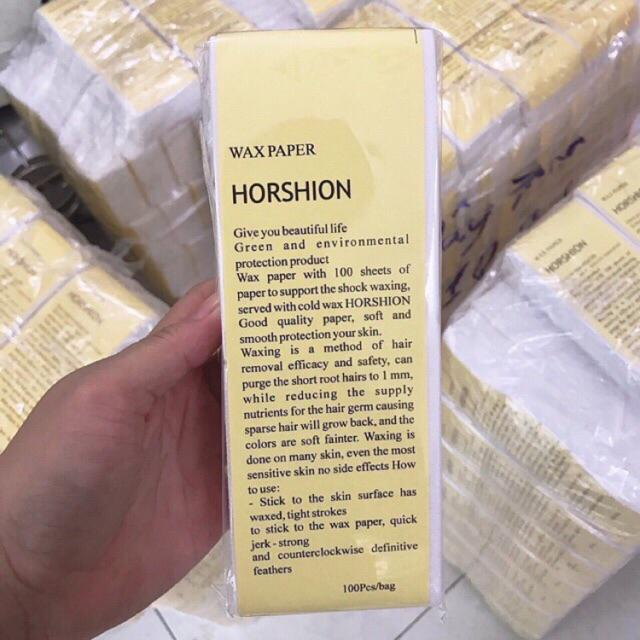 WAX PAPER
HORSHION
Give you beautiful life
Green and environmental
protection product
Wax paper with 100 sheets of
paper to support the shock waxing,
served with cold wax HORSHION
Good quality paper, soft and
smooth protection your skin.
Waxing is a method of hair
removal efficacy and safety, can
purge the short root hairs to 1 mm,
while reducing the supply
nutrients for the hair germ causing
sparse hair will grow back, and the
colors are soft fainter. Waxing is
done on many skin, even the most
sensitive skin no side effects How
to use:
- Stick to the skin surface has
waxed, tight strokes
to stick to the wax paper, quick
jerk - strong
and counterclockwise definitive
feathers
100Pcs/bag
HORSHION
HORSHION